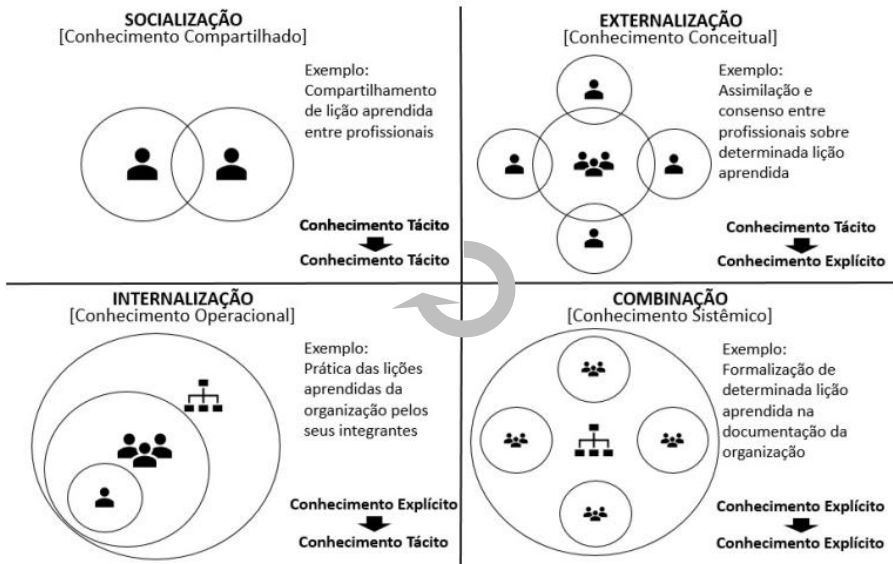 SOCIALIZAÇÃO
[Conhecimento Compartilhado]
Exemplo:
Compartilhamento
de lição aprendida
entre profissionais
Conhecimento Tácito
Conhecimento Tácito
EXTERNALIZAÇÃO
[Conhecimento Conceitual]
Exemplo:
Assimilação e
consenso entre
profissionais sobre
determinada lição
aprendida
Conhecimento Tácito
Conhecimento Explícito
INTERNALIZAÇÃO
[Conhecimento Operacional]
Exemplo:
Prática das lições
aprendidas da
organização pelos
seus integrantes
Conhecimento Explícito
Conhecimento Tácito
COMBINAÇÃO
[Conhecimento Sistêmico]
Exemplo:
Formalização de
determinada lição
aprendida na
documentação da
organização
Conhecimento Explícito
Conhecimento Explícito